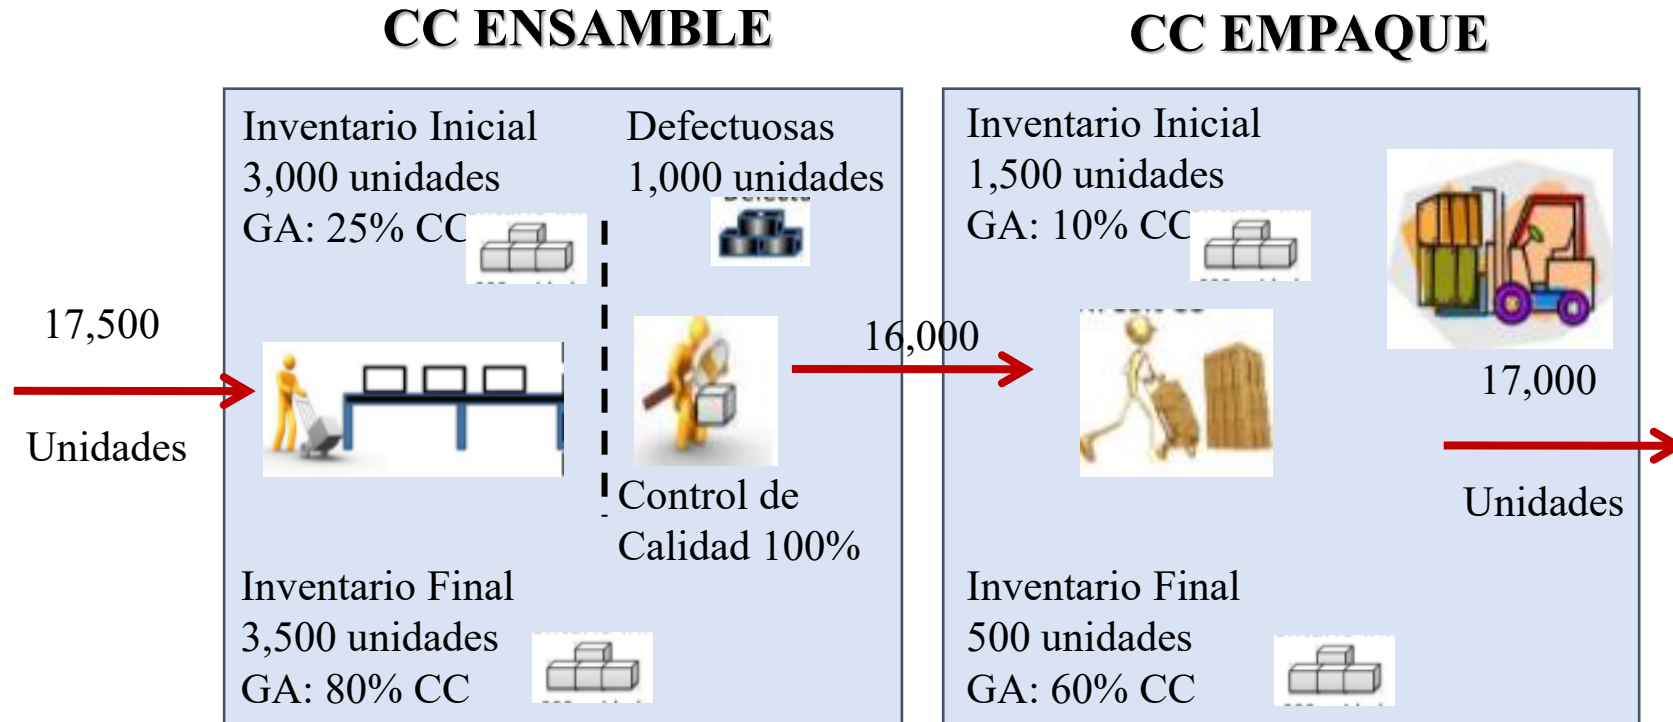 CC ENSAMBLE
CC EMPAQUE
17,500
Unidades
Inventario Inicial
3,000 unidades
GA: 25% CC
Defectuosas
1,000 unidades
Control de
Calidad 100%
Inventario Final
3,500 unidades
GA: 80% CC
16,000
Inventario Inicial
1,500 unidades
GA: 10% CC
17,000
Unidades
Inventario Final
500 unidades
GA: 60% CC